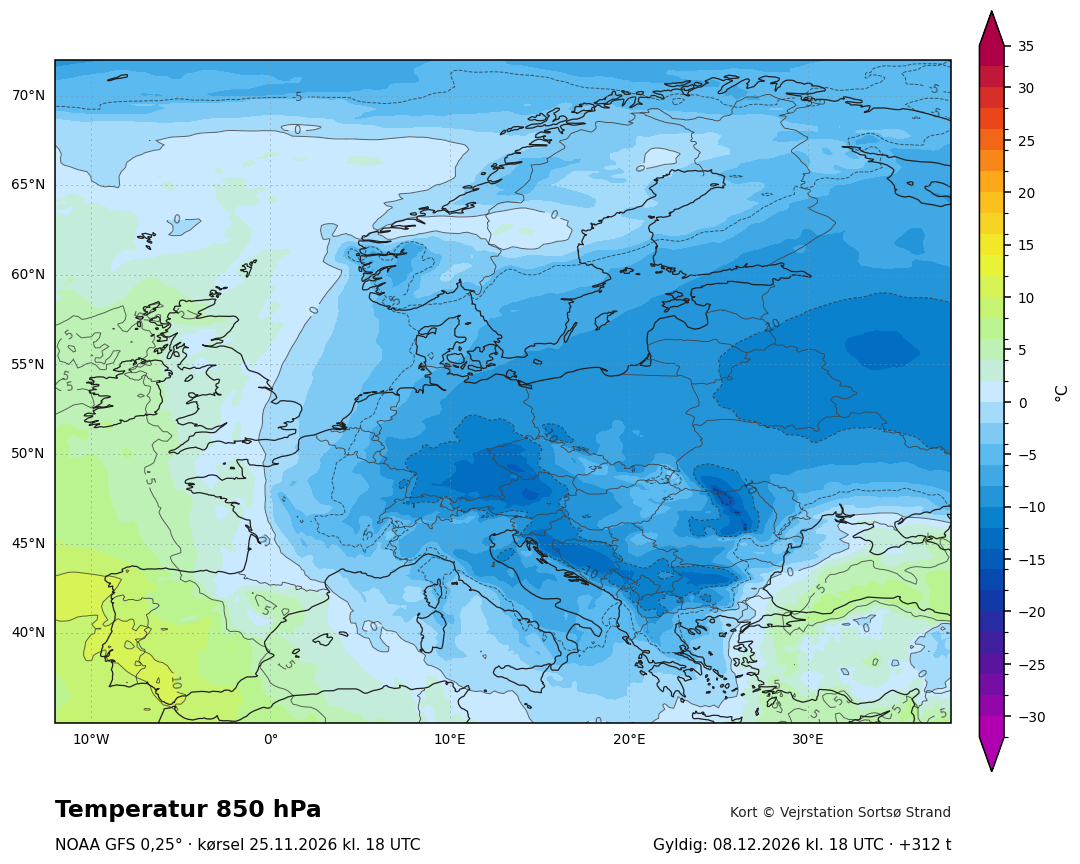 35
30
25
20
15
10
5
0
−5
−10
−15
−20
−25
−30
°C
70°N
65°N
60°N
55°N
50°N
45°N
40°N
10°W
0°
10°E
20°E
30°E
Temperatur 850 hPa
Kort © Vejrstation Sortsø Strand
NOAA GFS 0,25° · kørsel 25.11.2026 kl. 18 UTC
Gyldig: 08.12.2026 kl. 18 UTC · +312 t